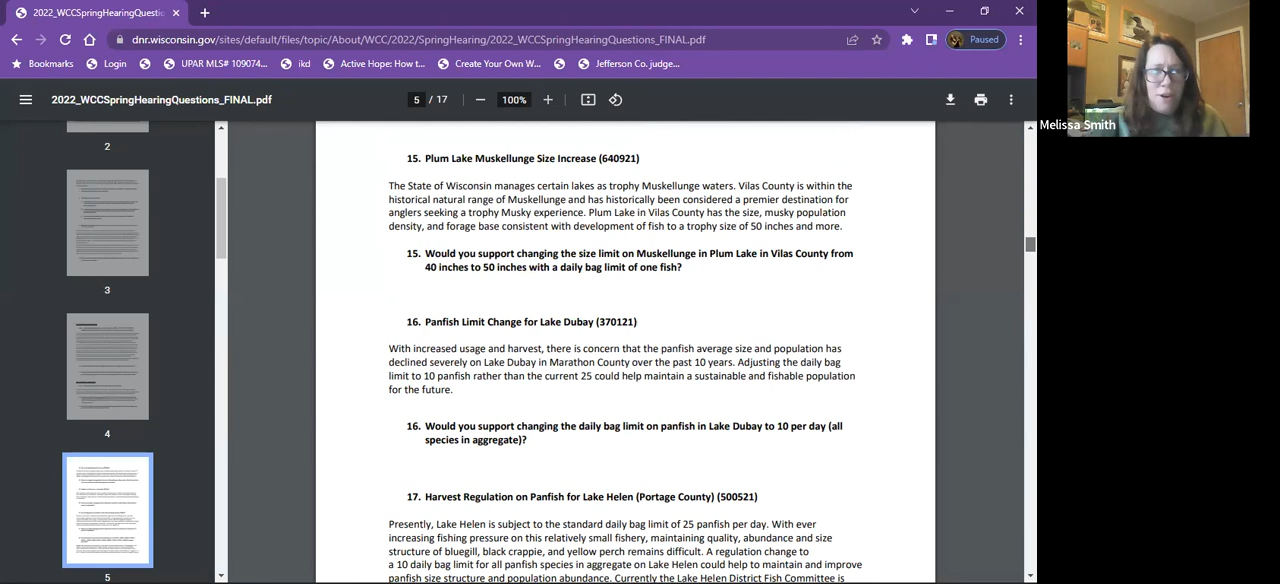 2022_WCCSpringHearingQuestio
dnr.wisconsin.gov/sites/default/files/topic/About/WCC/2022/SpringHearing/2022_WCCSpringHearingQuestions_FINAL.pdf
Paused
Bookmarks Login UPAR MLS# 109074... ikd Active Hope: How t... Create Your Own W... Jefferson Co. judge...
2022_WCCSpringHearingQuestions_FINAL.pdf 5 / 17 100%
Melissa Smith
2
3
4
5
15. Plum Lake Muskellunge Size Increase (640921)
The State of Wisconsin manages certain lakes as trophy Muskellunge waters. Vilas County is within the
historical natural range of Muskellunge and has historically been considered a premier destination for
anglers seeking a trophy Musky experience. Plum Lake in Vilas County has the size, musky population
density, and forage base consistent with development of fish to a trophy size of 50 inches and more.
15. Would you support changing the size limit on Muskellunge in Plum Lake in Vilas County from
40 inches to 50 inches with a daily bag limit of one fish?
16. Panfish Limit Change for Lake Dubay (370121)
With increased usage and harvest, there is concern that the panfish average size and population has
declined severely on Lake Dubay in Marathon County over the past 10 years. Adjusting the daily bag
limit to 10 panfish rather than the current 25 could help maintain a sustainable and fishable population
for the future.
16. Would you support changing the daily bag limit on panfish in Lake Dubay to 10 per day (all
species in aggregate)?
17. Harvest Regulation on Panfish for Lake Helen (Portage County) (500521)
Presently, Lake Helen is subject to the standard daily bag limit of 25 panfish per day. With ever
increasing fishing pressure on this relatively small fishery, maintaining quality, abundance and size
structure of bluegill, black crappie, and yellow perch remains difficult. A regulation change to
a 10 daily bag limit for all panfish species in aggregate on Lake Helen could help to maintain and improve
panfish size structure and population abundance. Currently the Lake Helen District Fish Committee is